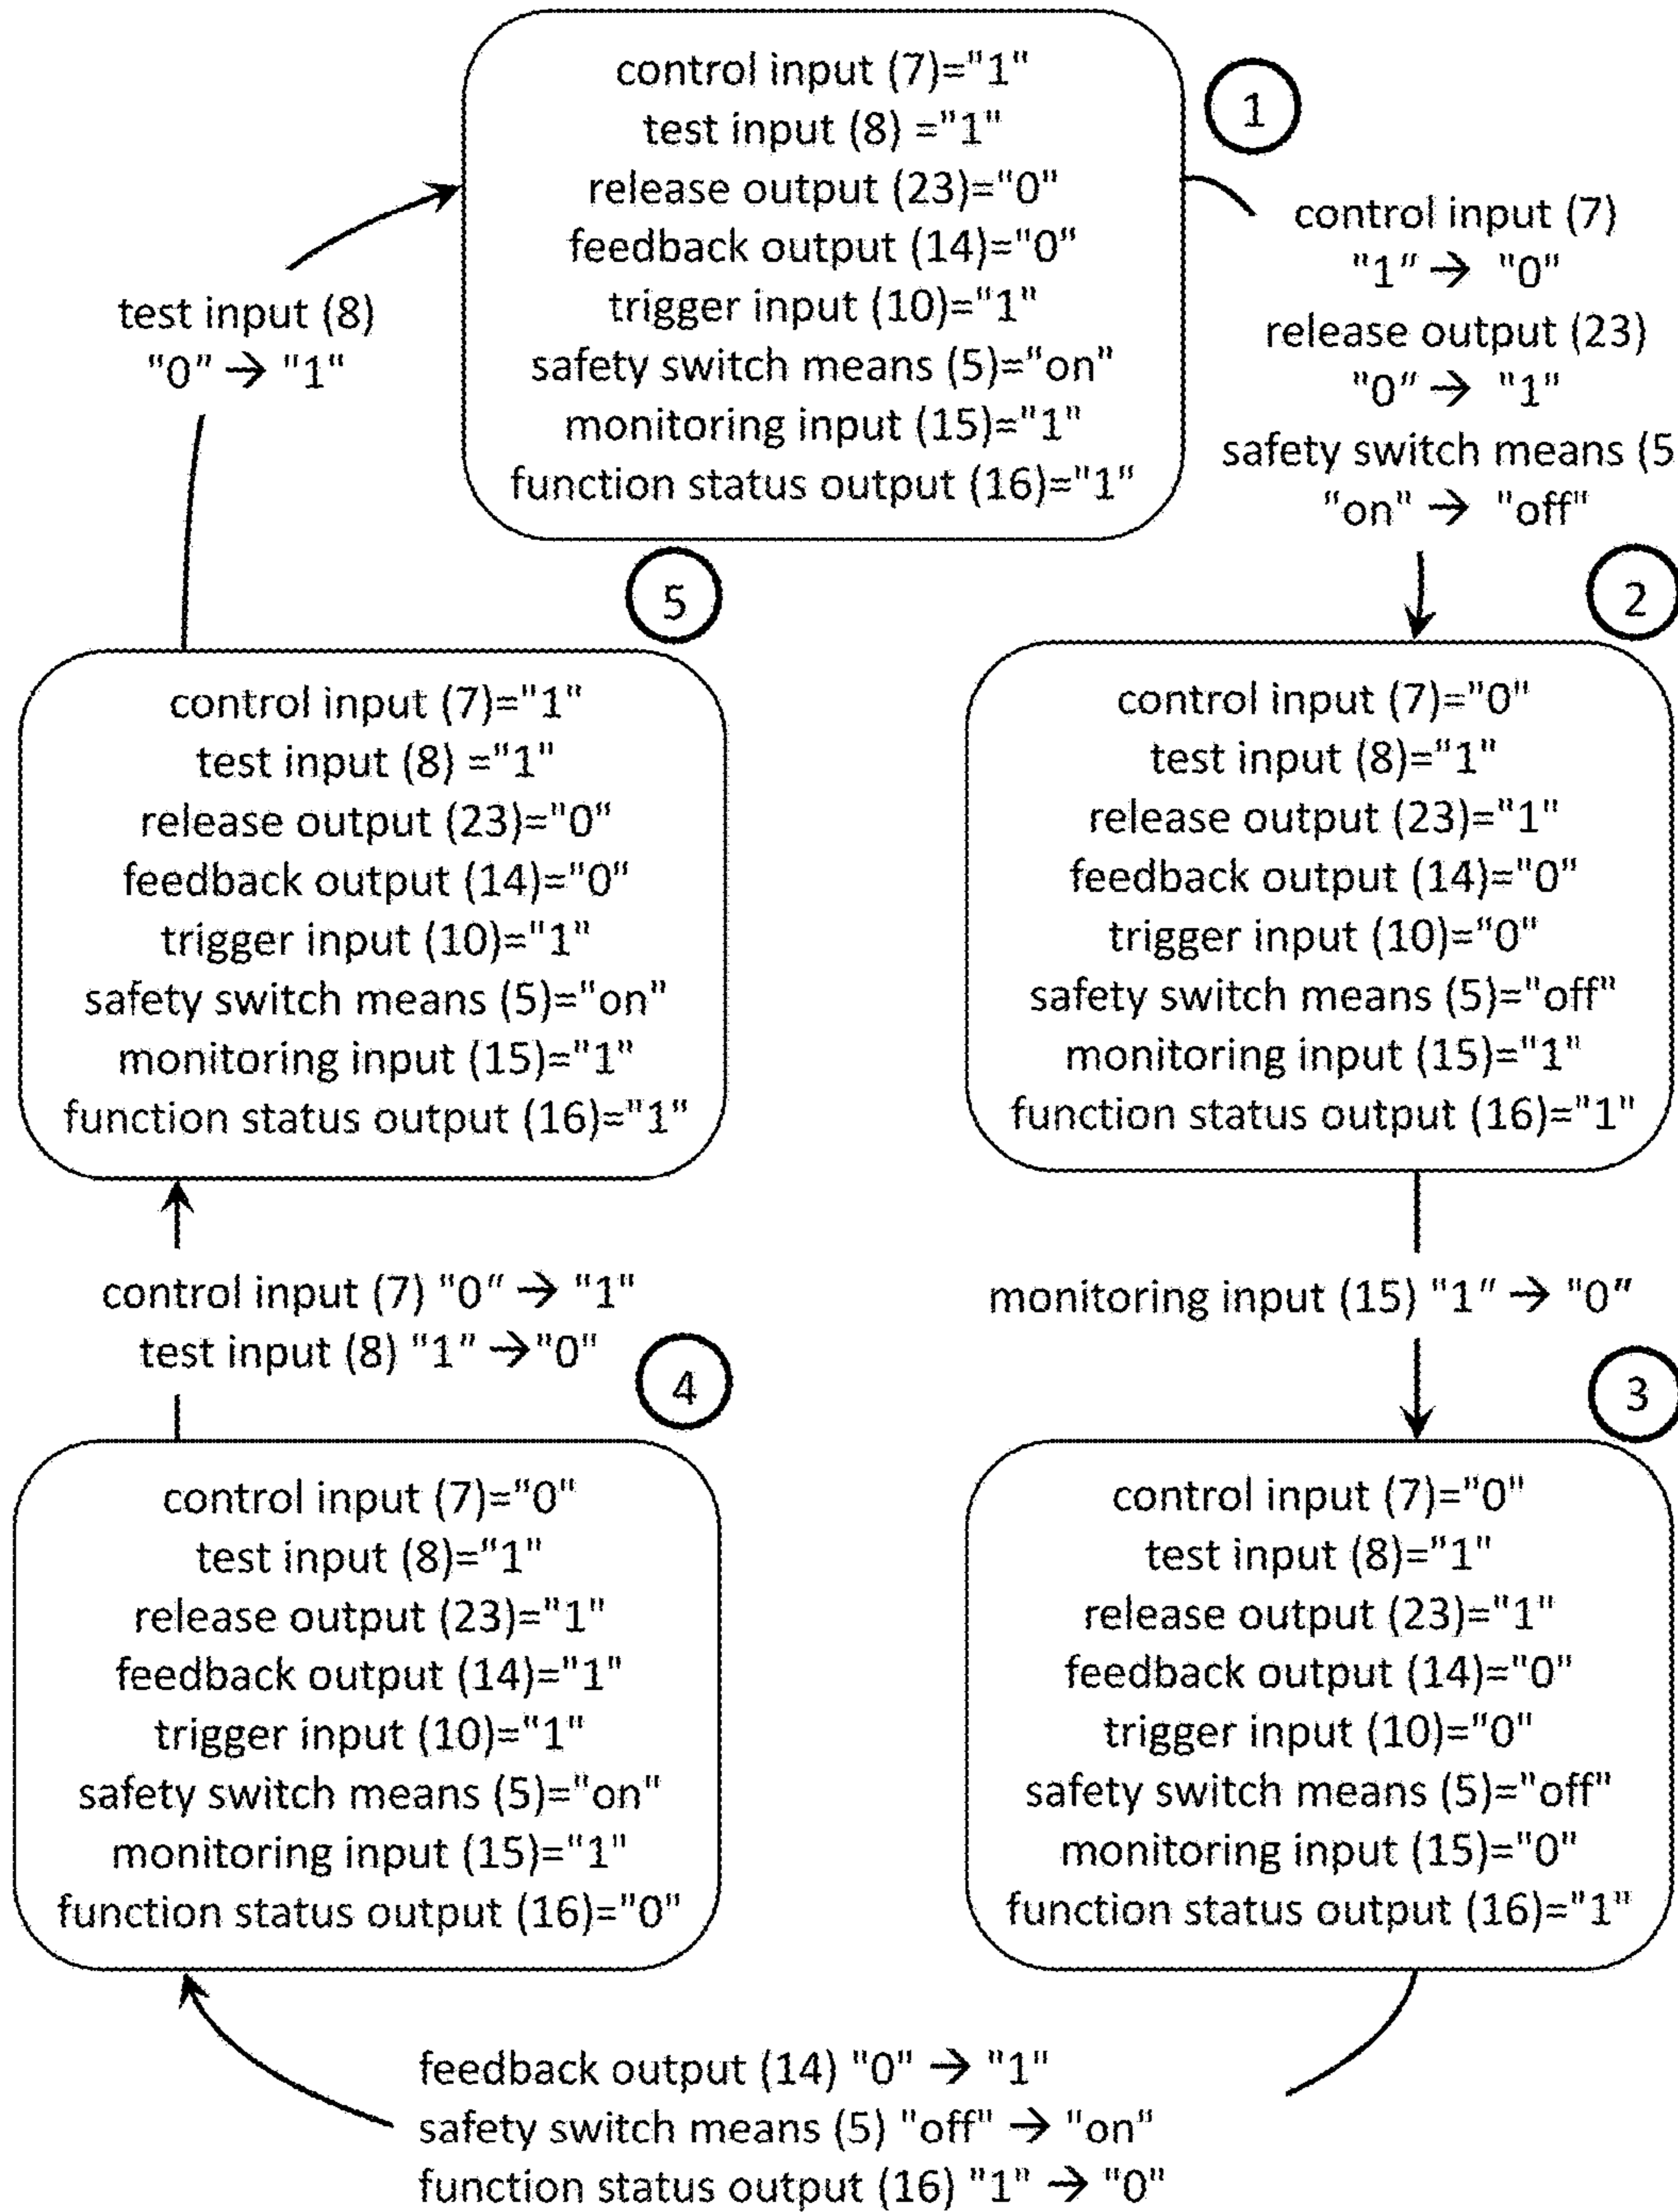 control input (7)="1"
test input (8) ="1"
release output (23)="0"
feedback output (14)="0"
trigger input (10)="1"
safety switch means (5)="on"
monitoring input (15)="1"
function status output (16)="1"
1
control input (7)
"1" → "0"
release output (23)
"0" → "1"
safety switch means (5
"on" → "off"
2
control input (7)="0"
test input (8)="1"
release output (23)="1"
feedback output (14)="0"
trigger input (10)="0"
safety switch means (5)="off"
monitoring input (15)="1"
function status output (16)="1"
monitoring input (15) "1" → "0"
3
control input (7)="0"
test input (8)="1"
release output (23)="1"
feedback output (14)="0"
trigger input (10)="0"
safety switch means (5)="off"
monitoring input (15)="0"
function status output (16)="1"
feedback output (14) "0" → "1"
safety switch means (5) "off" → "on"
function status output (16) "1" → "0"
4
control input (7)="0"
test input (8)="1"
release output (23)="1"
feedback output (14)="1"
trigger input (10)="1"
safety switch means (5)="on"
monitoring input (15)="1"
function status output (16)="0"
control input (7) "0" → "1"
test input (8) "1" →"0"
5
control input (7)="1"
test input (8) ="1"
release output (23)="0"
feedback output (14)="0"
trigger input (10)="1"
safety switch means (5)="on"
monitoring input (15)="1"
function status output (16)="1"
test input (8)
"0" → "1"